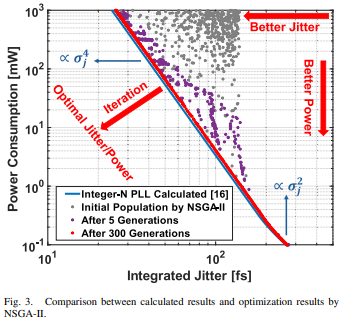 10³
10²
10¹
10⁰
10⁻¹
Power Consumption [mW]
Better Jitter
∝ σⱼ⁴
Iteration
Optimal Jitter/Power
Better Power
∝ σⱼ²
Integer-N PLL Calculated [16]
Initial Population by NSGA-II
After 5 Generations
After 300 Generations
10¹
10²
Integrated Jitter [fs]
Fig. 3. Comparison between calculated results and optimization results by
NSGA-II.